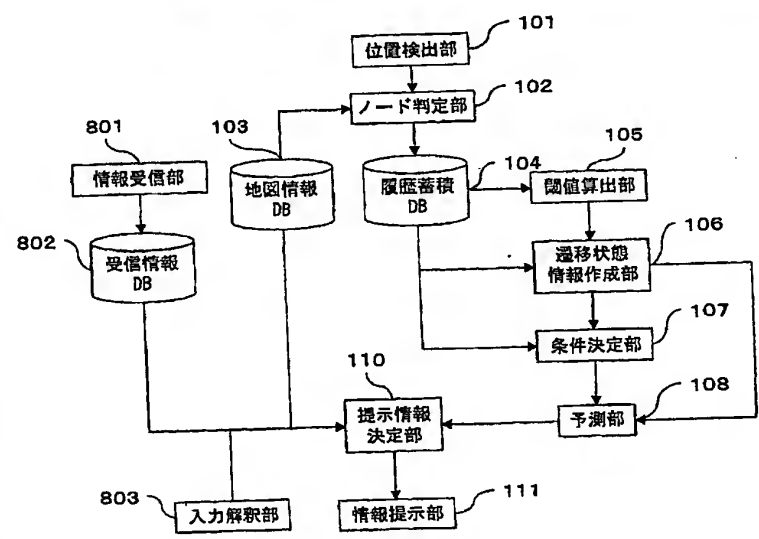 101
位置検出部
102
ノード判定部
801
103
104
105
情報受信部
地図情報
DB
履歴蓄積
DB
閾値算出部
802
受信情報
DB
106
遷移状態
情報作成部
107
条件決定部
110
108
提示情報
決定部
予測部
803
111
入力解釈部
情報提示部